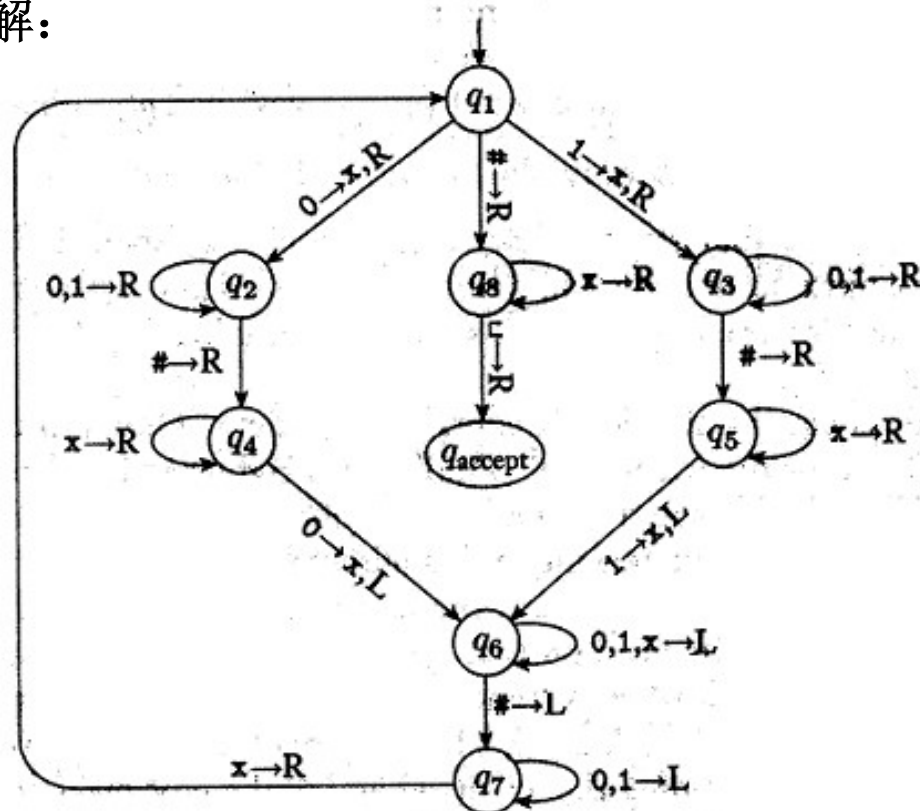 解：
q₁
0→x,R
#→R
1→x,R
0,1→R
q₂
q₈
x→R
q₃
0,1→R
#→R
⊔→R
#→R
x→R
q₄
q_accept
q₅
x→R
0→x,L
1→x,L
q₆
0,1,x→L
#→L
x→R
q₇
0,1→L